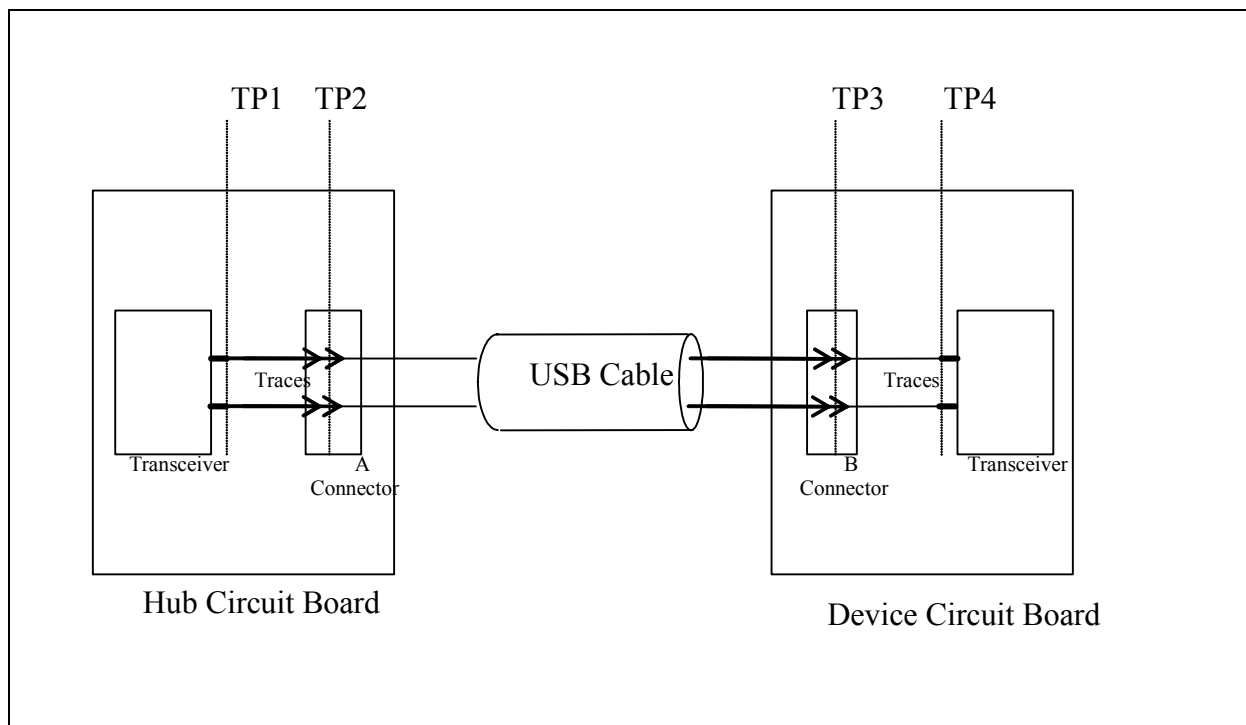 TP1
TP2
TP3
TP4
Traces
USB Cable
Traces
Transceiver
A
Connector
B
Connector
Transceiver
Hub Circuit Board
Device Circuit Board